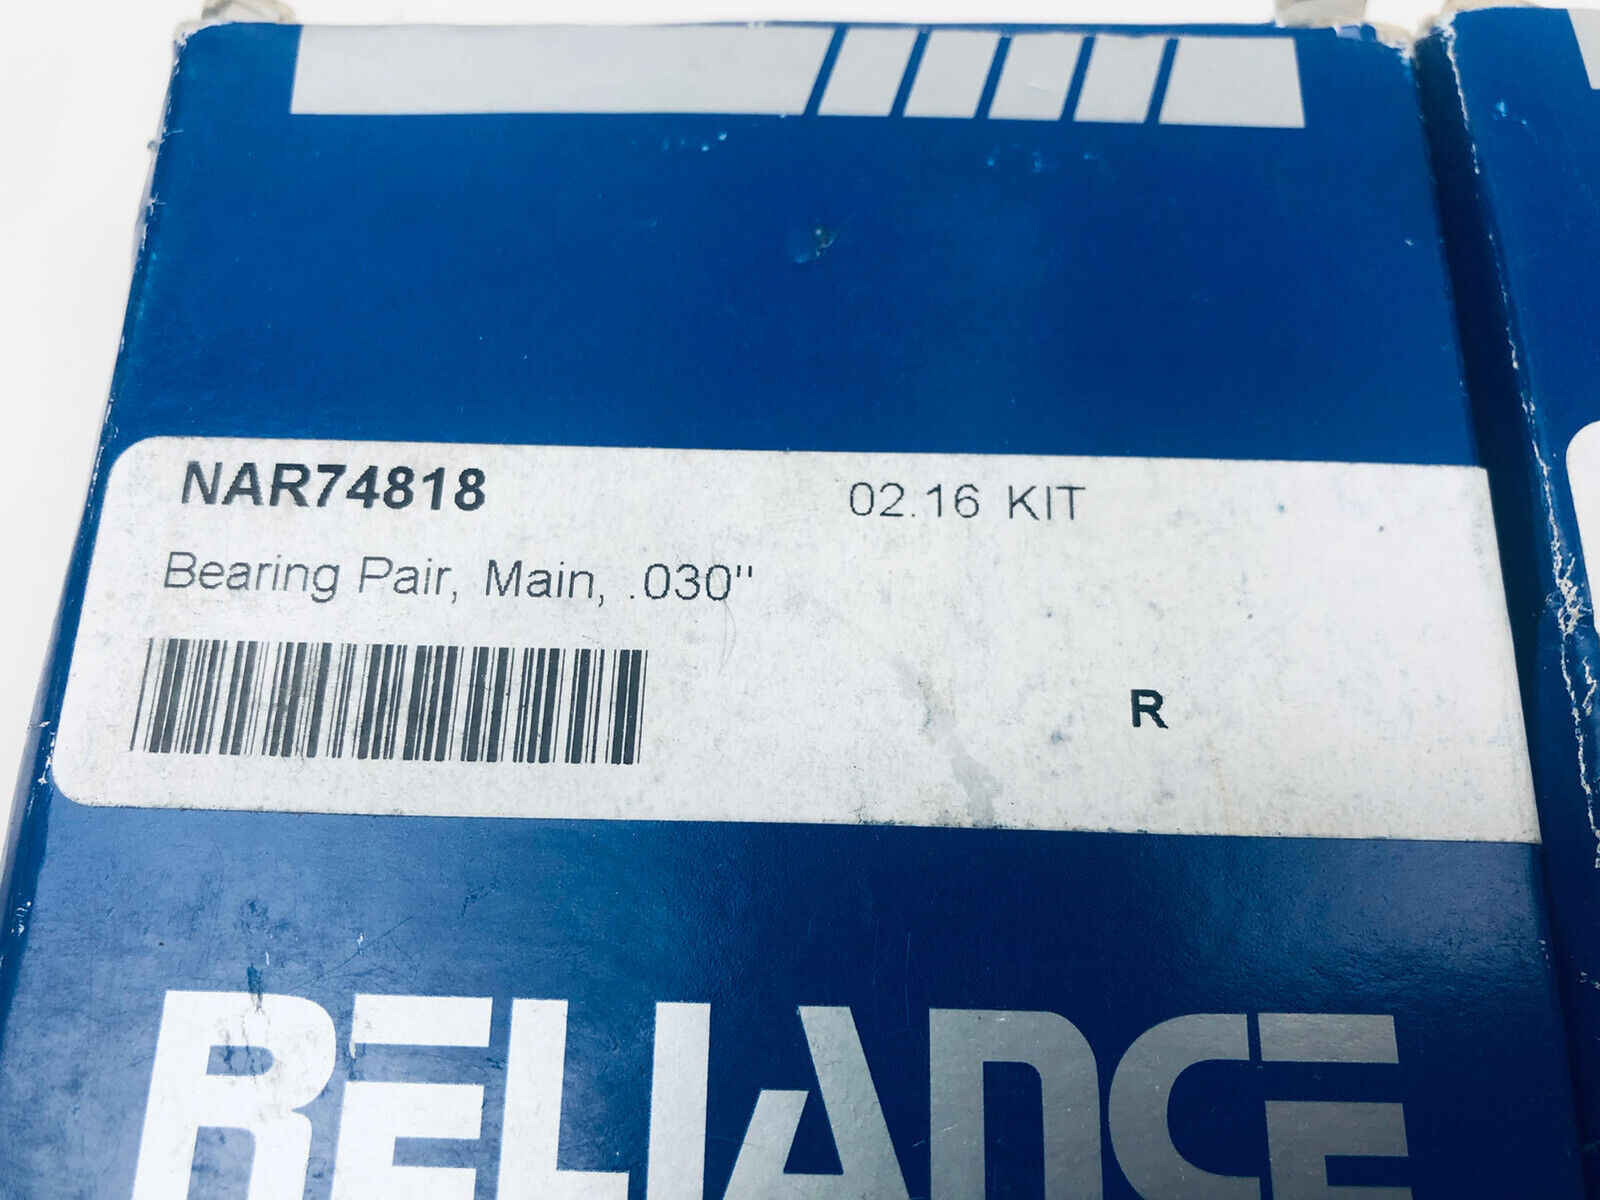 NAR74818 02.16 KIT
Bearing Pair, Main, .030"
R
RELIANCE